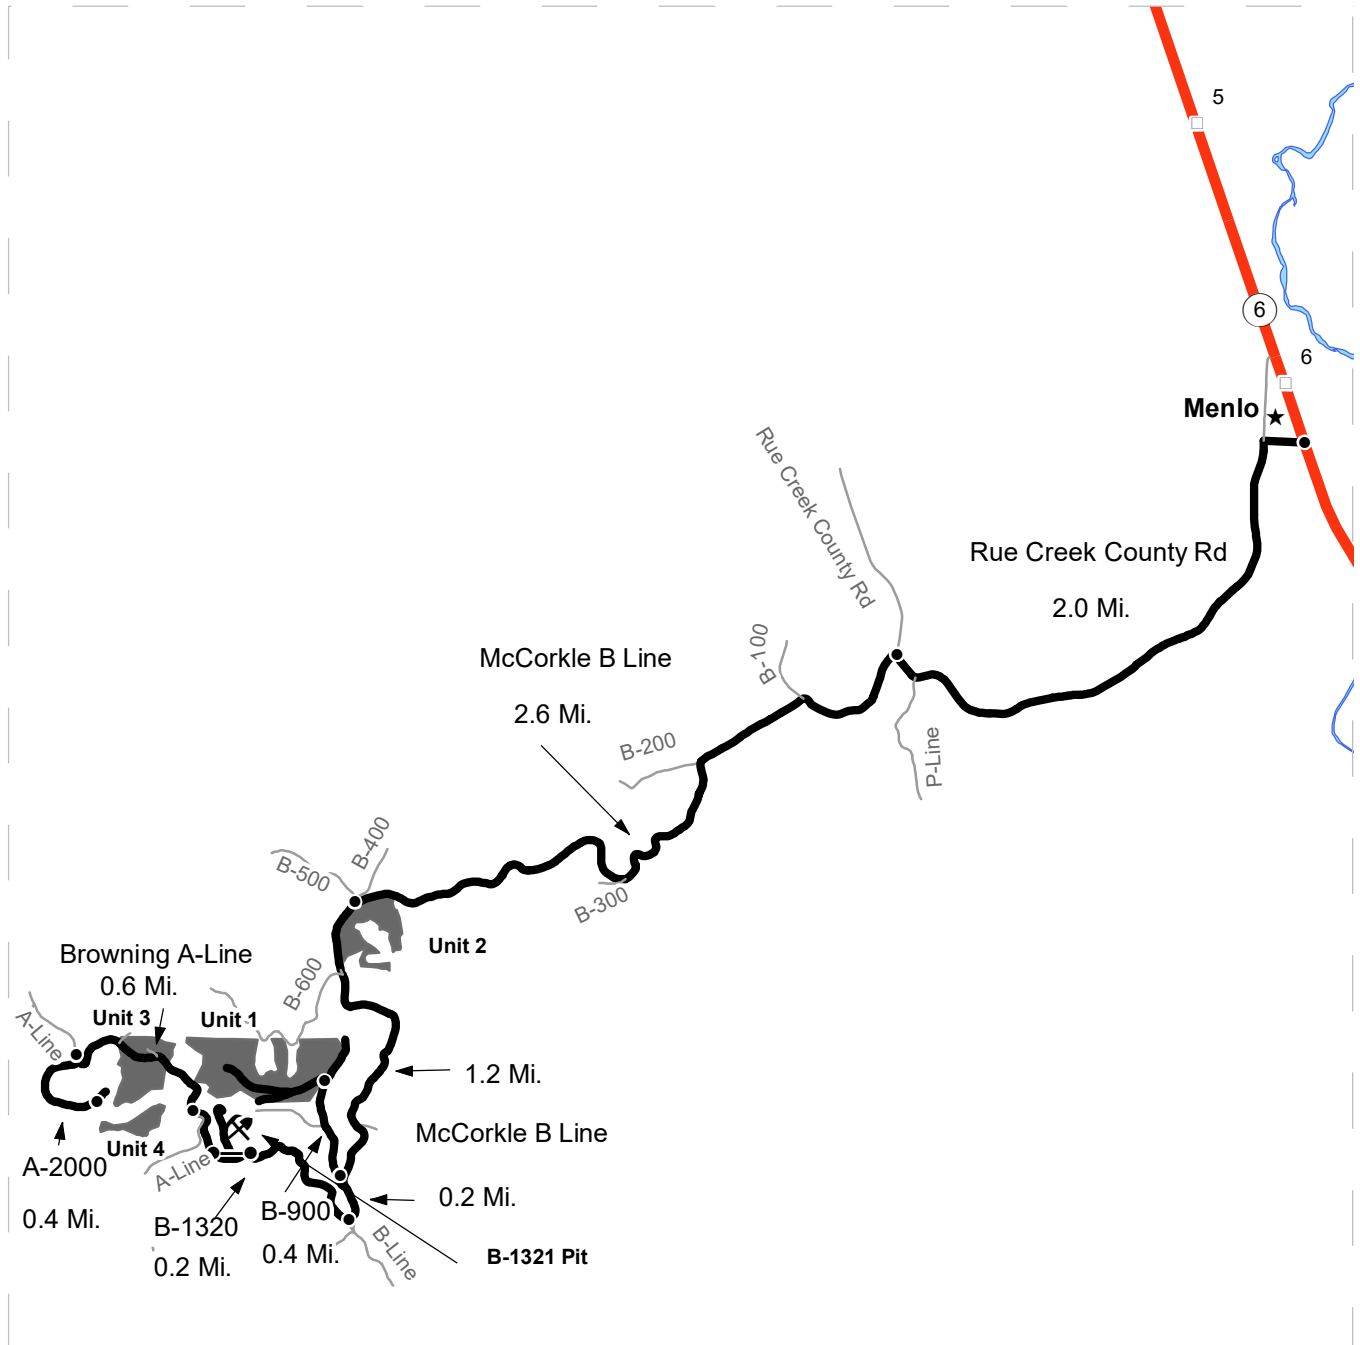 5
6
6
Menlo
Rue Creek County Rd
Rue Creek County Rd
2.0 Mi.
B-100
McCorkle B Line
2.6 Mi.
B-200
P-Line
B-400
B-500
B-300
Unit 2
Browning A-Line
0.6 Mi.
B-600
Unit 3
Unit 1
A-Line
1.2 Mi.
McCorkle B Line
Unit 4
A-2000
A-Line
0.2 Mi.
0.4 Mi.
B-1320
B-900
0.2 Mi.
0.4 Mi.
B-Line
B-1321 Pit